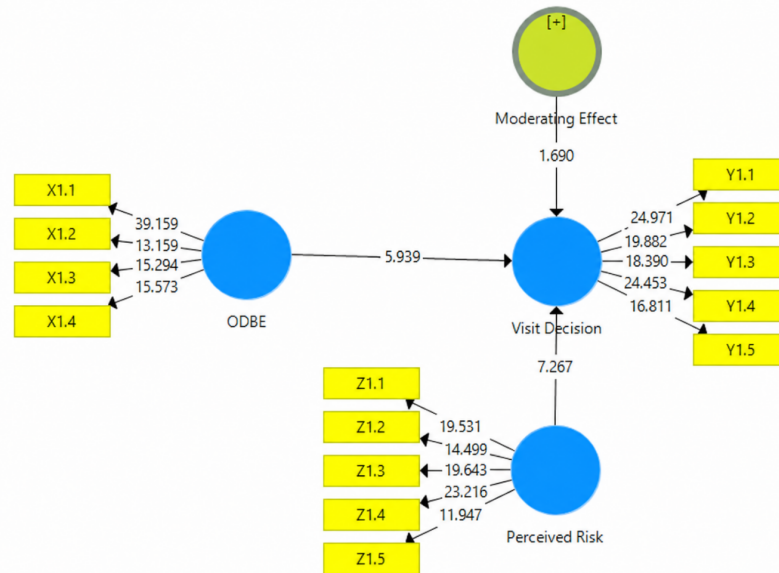 [+]
Moderating Effect
1.690
X1.1
X1.2
X1.3
X1.4
39.159
13.159
15.294
15.573
ODBE
5.939
Visit Decision
24.971
19.882
18.390
24.453
16.811
Y1.1
Y1.2
Y1.3
Y1.4
Y1.5
7.267
Z1.1
Z1.2
Z1.3
Z1.4
Z1.5
19.531
14.499
19.643
23.216
11.947
Perceived Risk